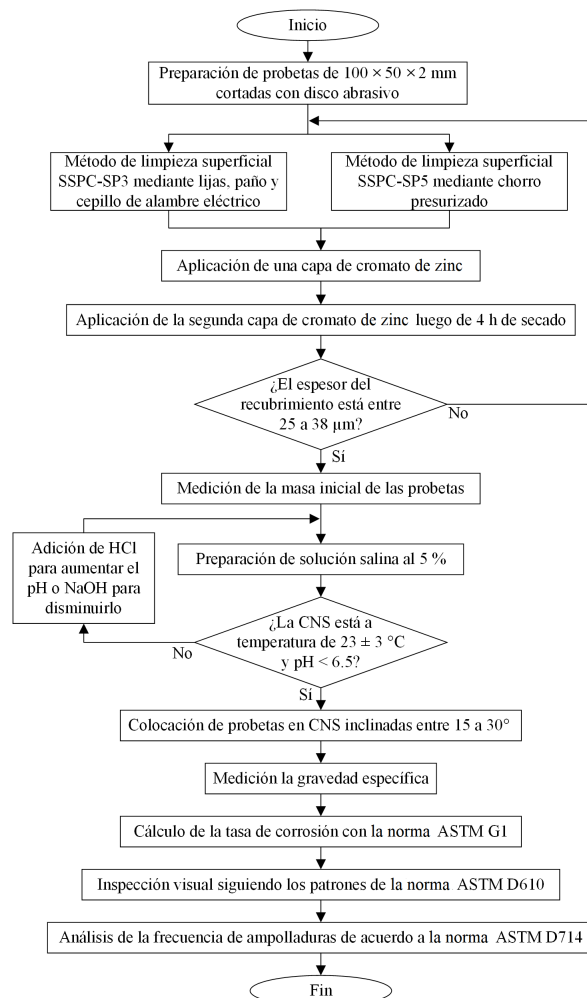 Inicio
Preparación de probetas de 100 × 50 × 2 mm
cortadas con disco abrasivo
Método de limpieza superficial
SSPC-SP3 mediante lijas, paño y
cepillo de alambre eléctrico
Método de limpieza superficial
SSPC-SP5 mediante chorro
presurizado
Aplicación de una capa de cromato de zinc
Aplicación de la segunda capa de cromato de zinc luego de 4 h de secado
¿El espesor del
recubrimiento está entre
25 a 38 µm?
No
Sí
Medición de la masa inicial de las probetas
Adición de HCl
para aumentar el
pH o NaOH para
disminuirlo
Preparación de solución salina al 5 %
¿La CNS está a
temperatura de 23 ± 3 °C
y pH < 6.5?
No
Sí
Colocación de probetas en CNS inclinadas entre 15 a 30°
Medición la gravedad específica
Cálculo de la tasa de corrosión con la norma ASTM G1
Inspección visual siguiendo los patrones de la norma ASTM D610
Análisis de la frecuencia de ampolladuras de acuerdo a la norma ASTM D714
Fin